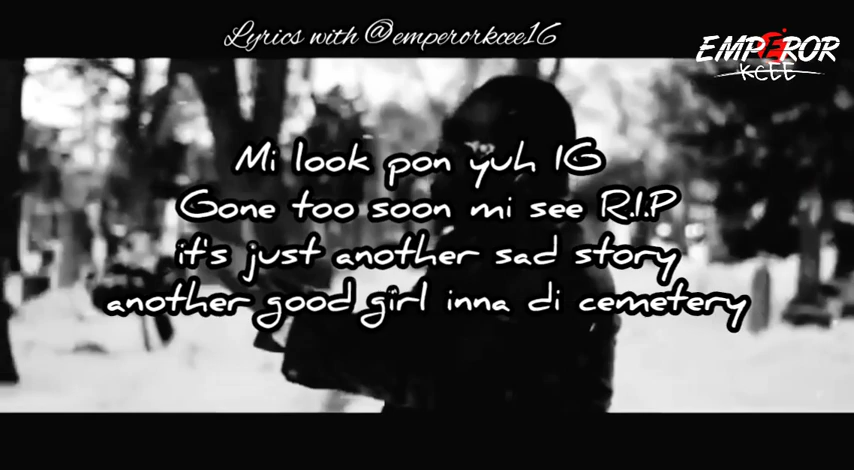 Lyrics with @emperorkcee16
EMPEROR
KCEE
Mi look pon yuh IG
Gone too soon mi see R.I.P
it's just another sad story
another good girl inna di cemetery